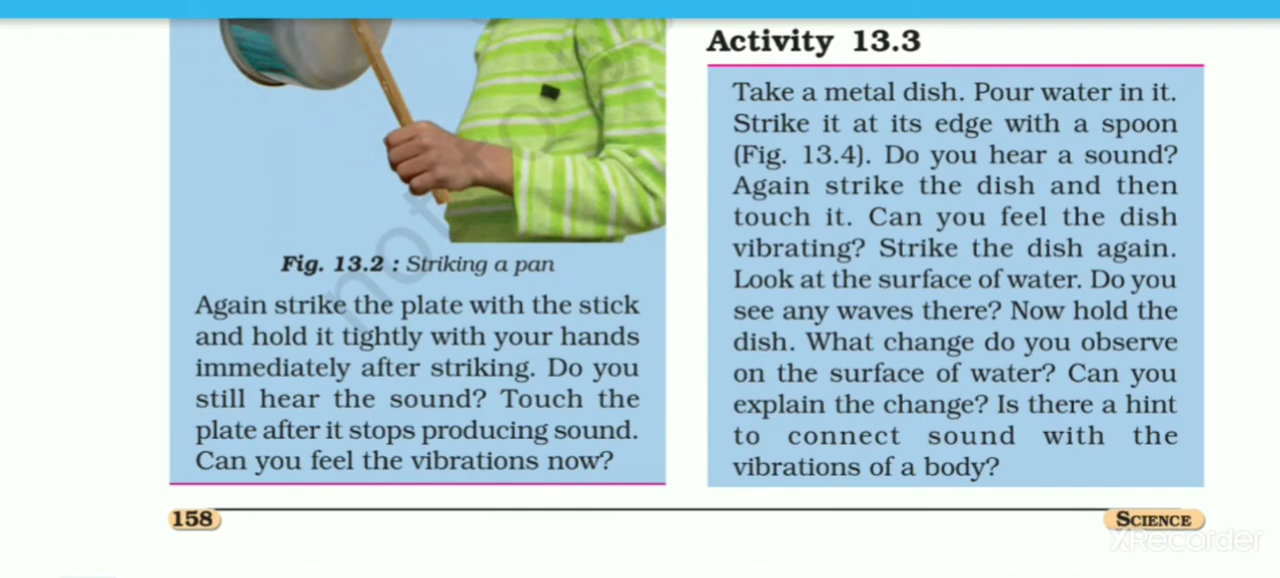 Fig. 13.2 : Striking a pan
Again strike the plate with the stick
and hold it tightly with your hands
immediately after striking. Do you
still hear the sound? Touch the
plate after it stops producing sound.
Can you feel the vibrations now?
Activity 13.3
Take a metal dish. Pour water in it.
Strike it at its edge with a spoon
(Fig. 13.4). Do you hear a sound?
Again strike the dish and then
touch it. Can you feel the dish
vibrating? Strike the dish again.
Look at the surface of water. Do you
see any waves there? Now hold the
dish. What change do you observe
on the surface of water? Can you
explain the change? Is there a hint
to connect sound with the
vibrations of a body?
158
SCIENCE
XRecorder